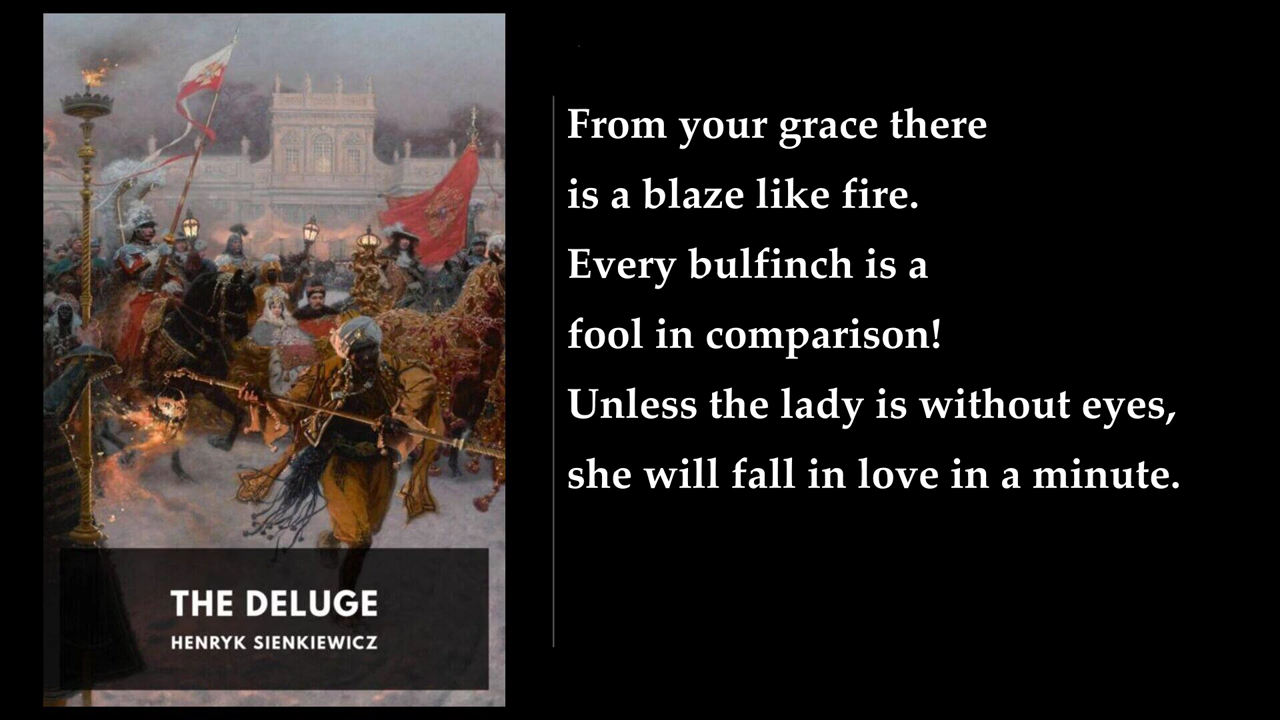 From your grace there
is a blaze like fire.
Every bulfinch is a
fool in comparison!
Unless the lady is without eyes,
she will fall in love in a minute.
THE DELUGE
HENRYK SIENKIEWICZ